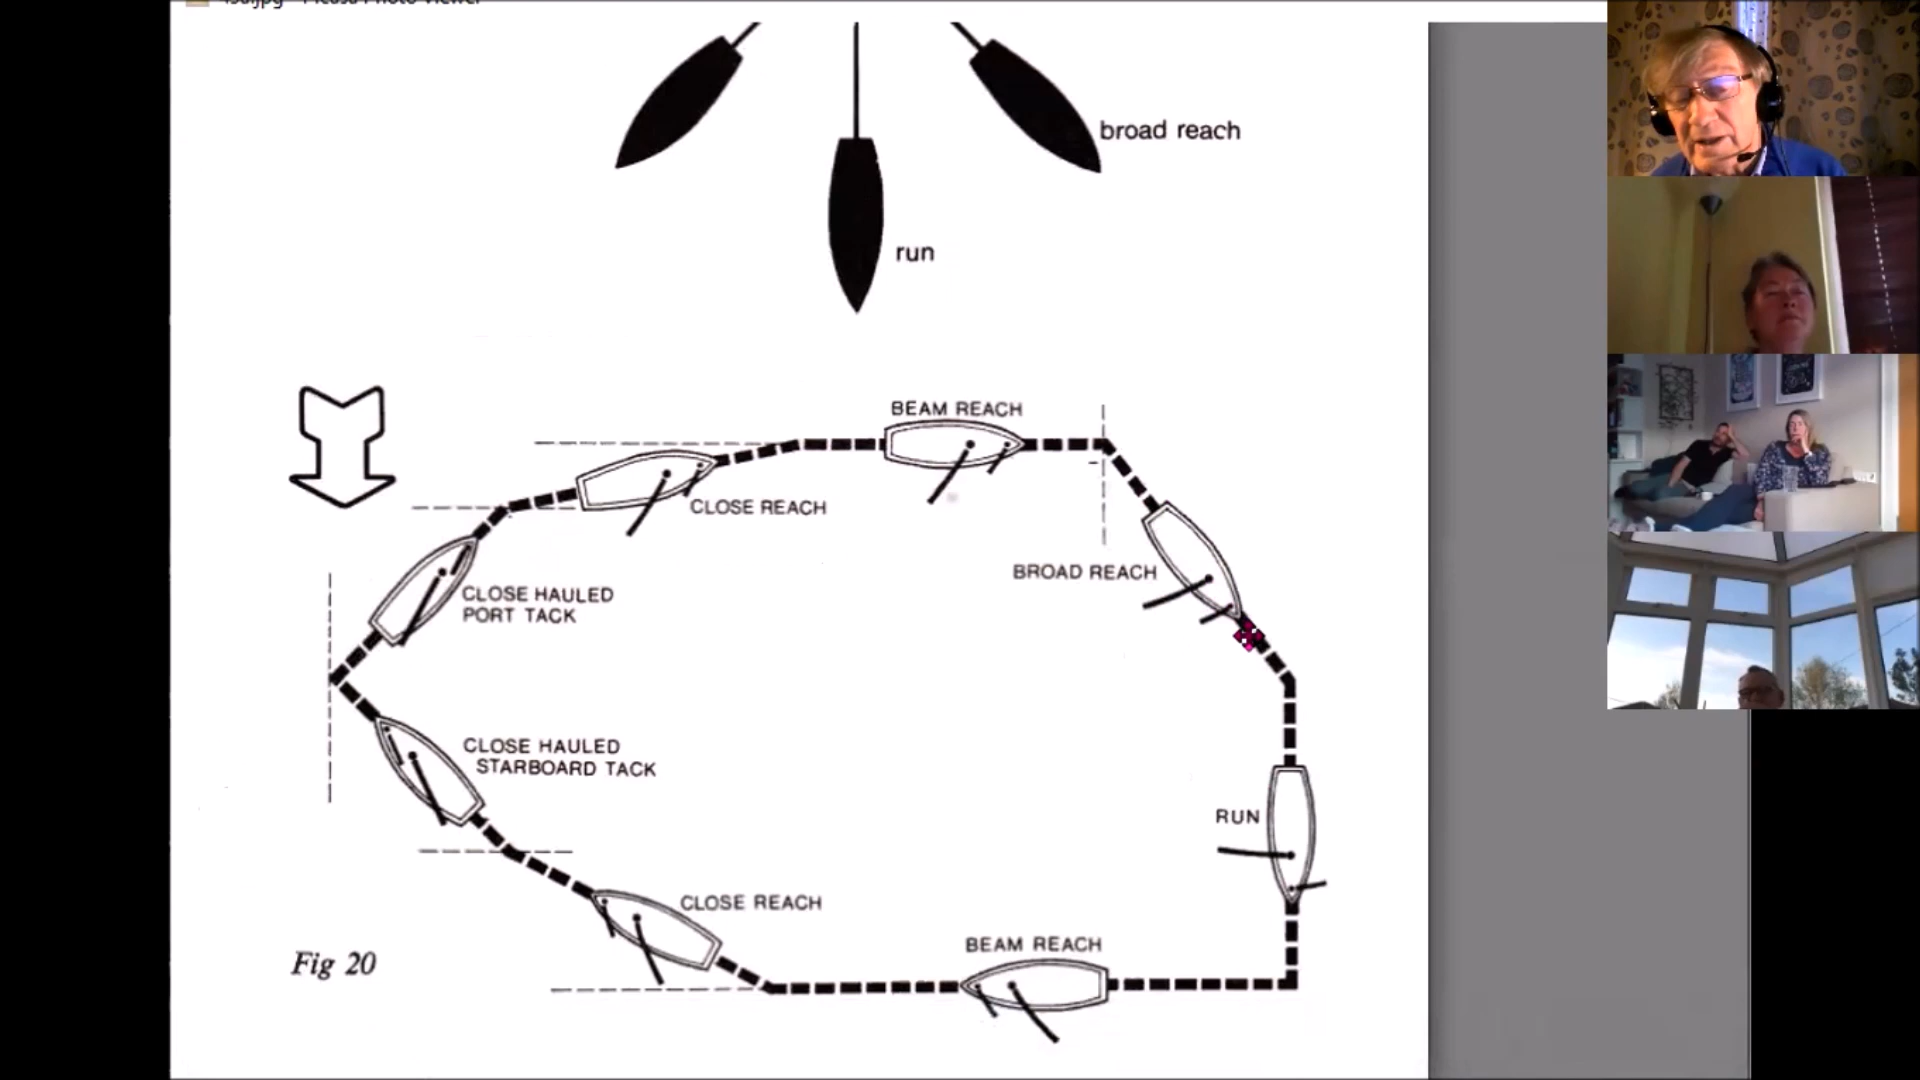 broad reach
run
BEAM REACH
CLOSE REACH
BROAD REACH
CLOSE HAULED
PORT TACK
CLOSE HAULED
STARBOARD TACK
RUN
CLOSE REACH
BEAM REACH
Fig 20